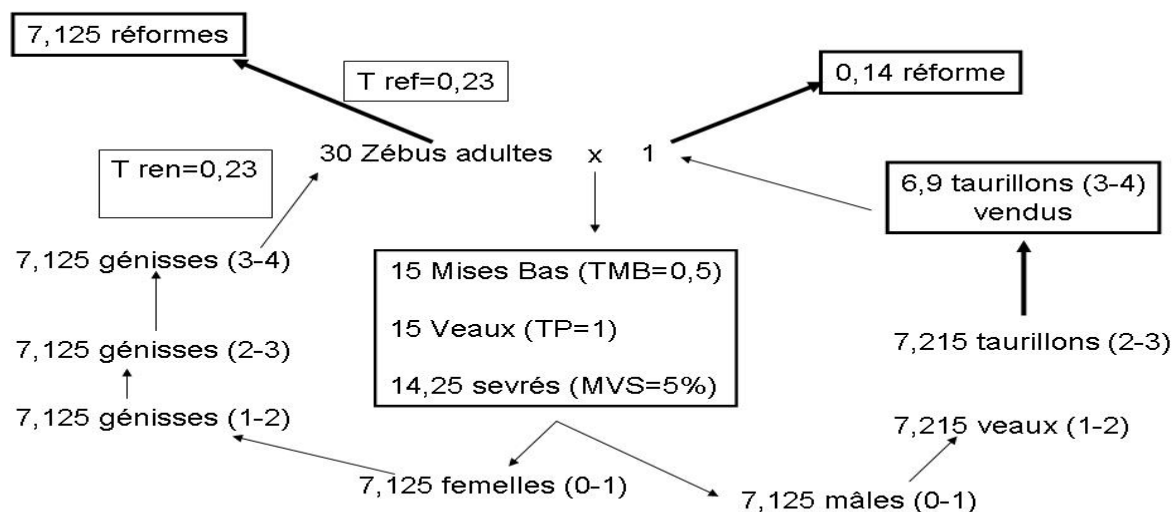 7,125 réformes
0,14 réforme
T ref=0,23
30 Zébus adultes x 1
T ren=0,23
6,9 taurillons (3-4)
vendus
7,125 génisses (3-4)
15 Mises Bas (TMB=0,5)
15 Veaux (TP=1)
14,25 sevrés (MVS=5%)
7,125 génisses (2-3)
7,215 taurillons (2-3)
7,125 génisses (1-2)
7,215 veaux (1-2)
7,125 femelles (0-1)
7,125 mâles (0-1)